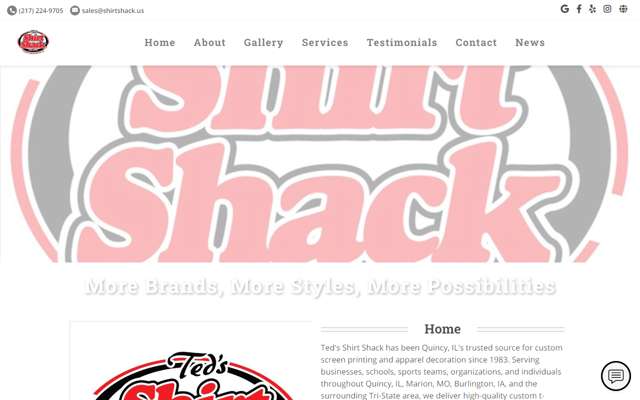 (217) 224-9705 sales@shirtshack.us
Shirt Shack
Home About Gallery Services Testimonials Contact News
Shirt
Shack
More Brands, More Styles, More Possibilities
Ted's
Shirt
Home
Ted's Shirt Shack has been Quincy, IL's trusted source for custom
screen printing and apparel decoration since 1983. Serving
businesses, schools, sports teams, organizations, and individuals
throughout Quincy, IL, Marion, MO, Burlington, IA, and the
surrounding Tri-State area, we deliver high-quality custom t-